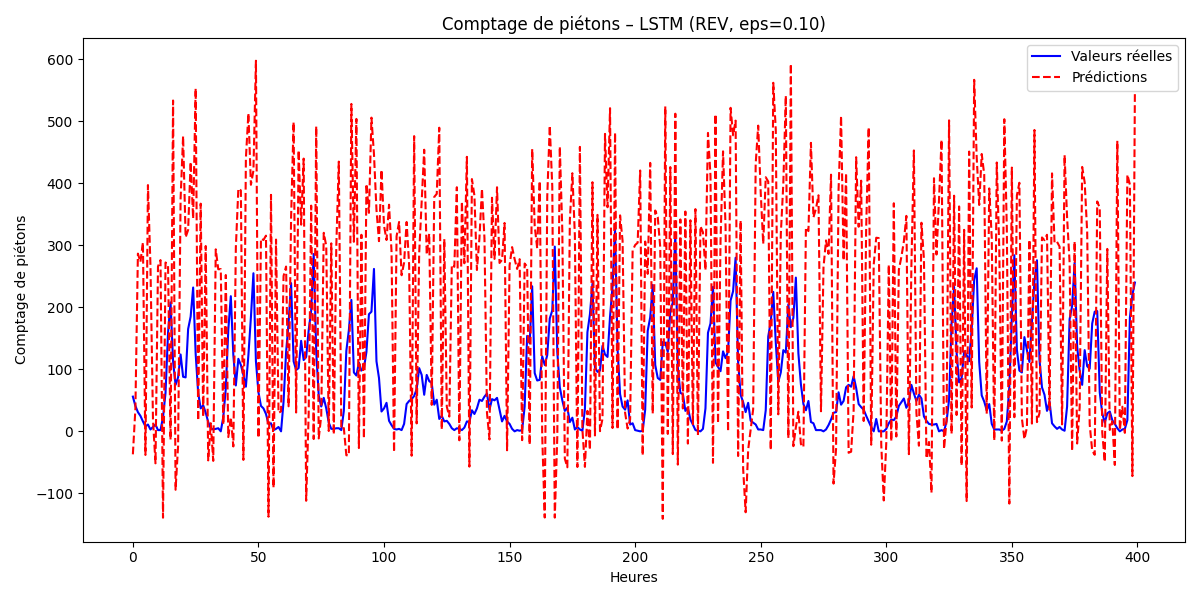 Comptage de piétons – LSTM (REV, eps=0.10)
Valeurs réelles
Prédictions
Comptage de piétons
600
500
400
300
200
100
0
−100
0 50 100 150 200 250 300 350 400
Heures